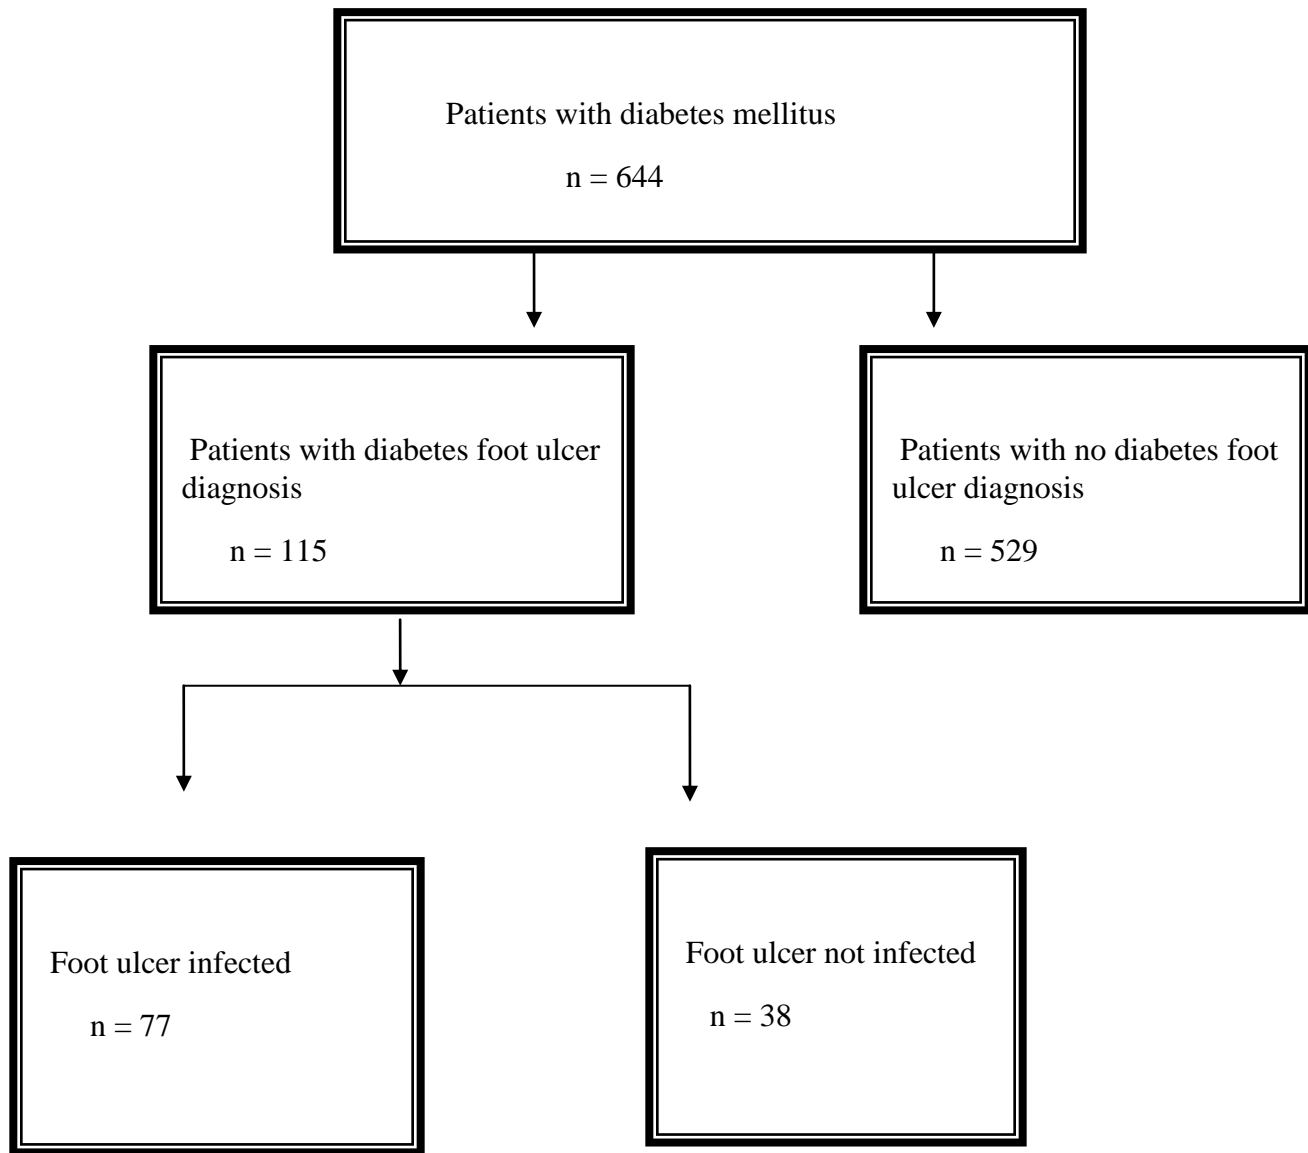 Patients with diabetes mellitus
n = 644
Patients with diabetes foot ulcer
diagnosis
n = 115
Patients with no diabetes foot
ulcer diagnosis
n = 529
Foot ulcer infected
n = 77
Foot ulcer not infected
n = 38